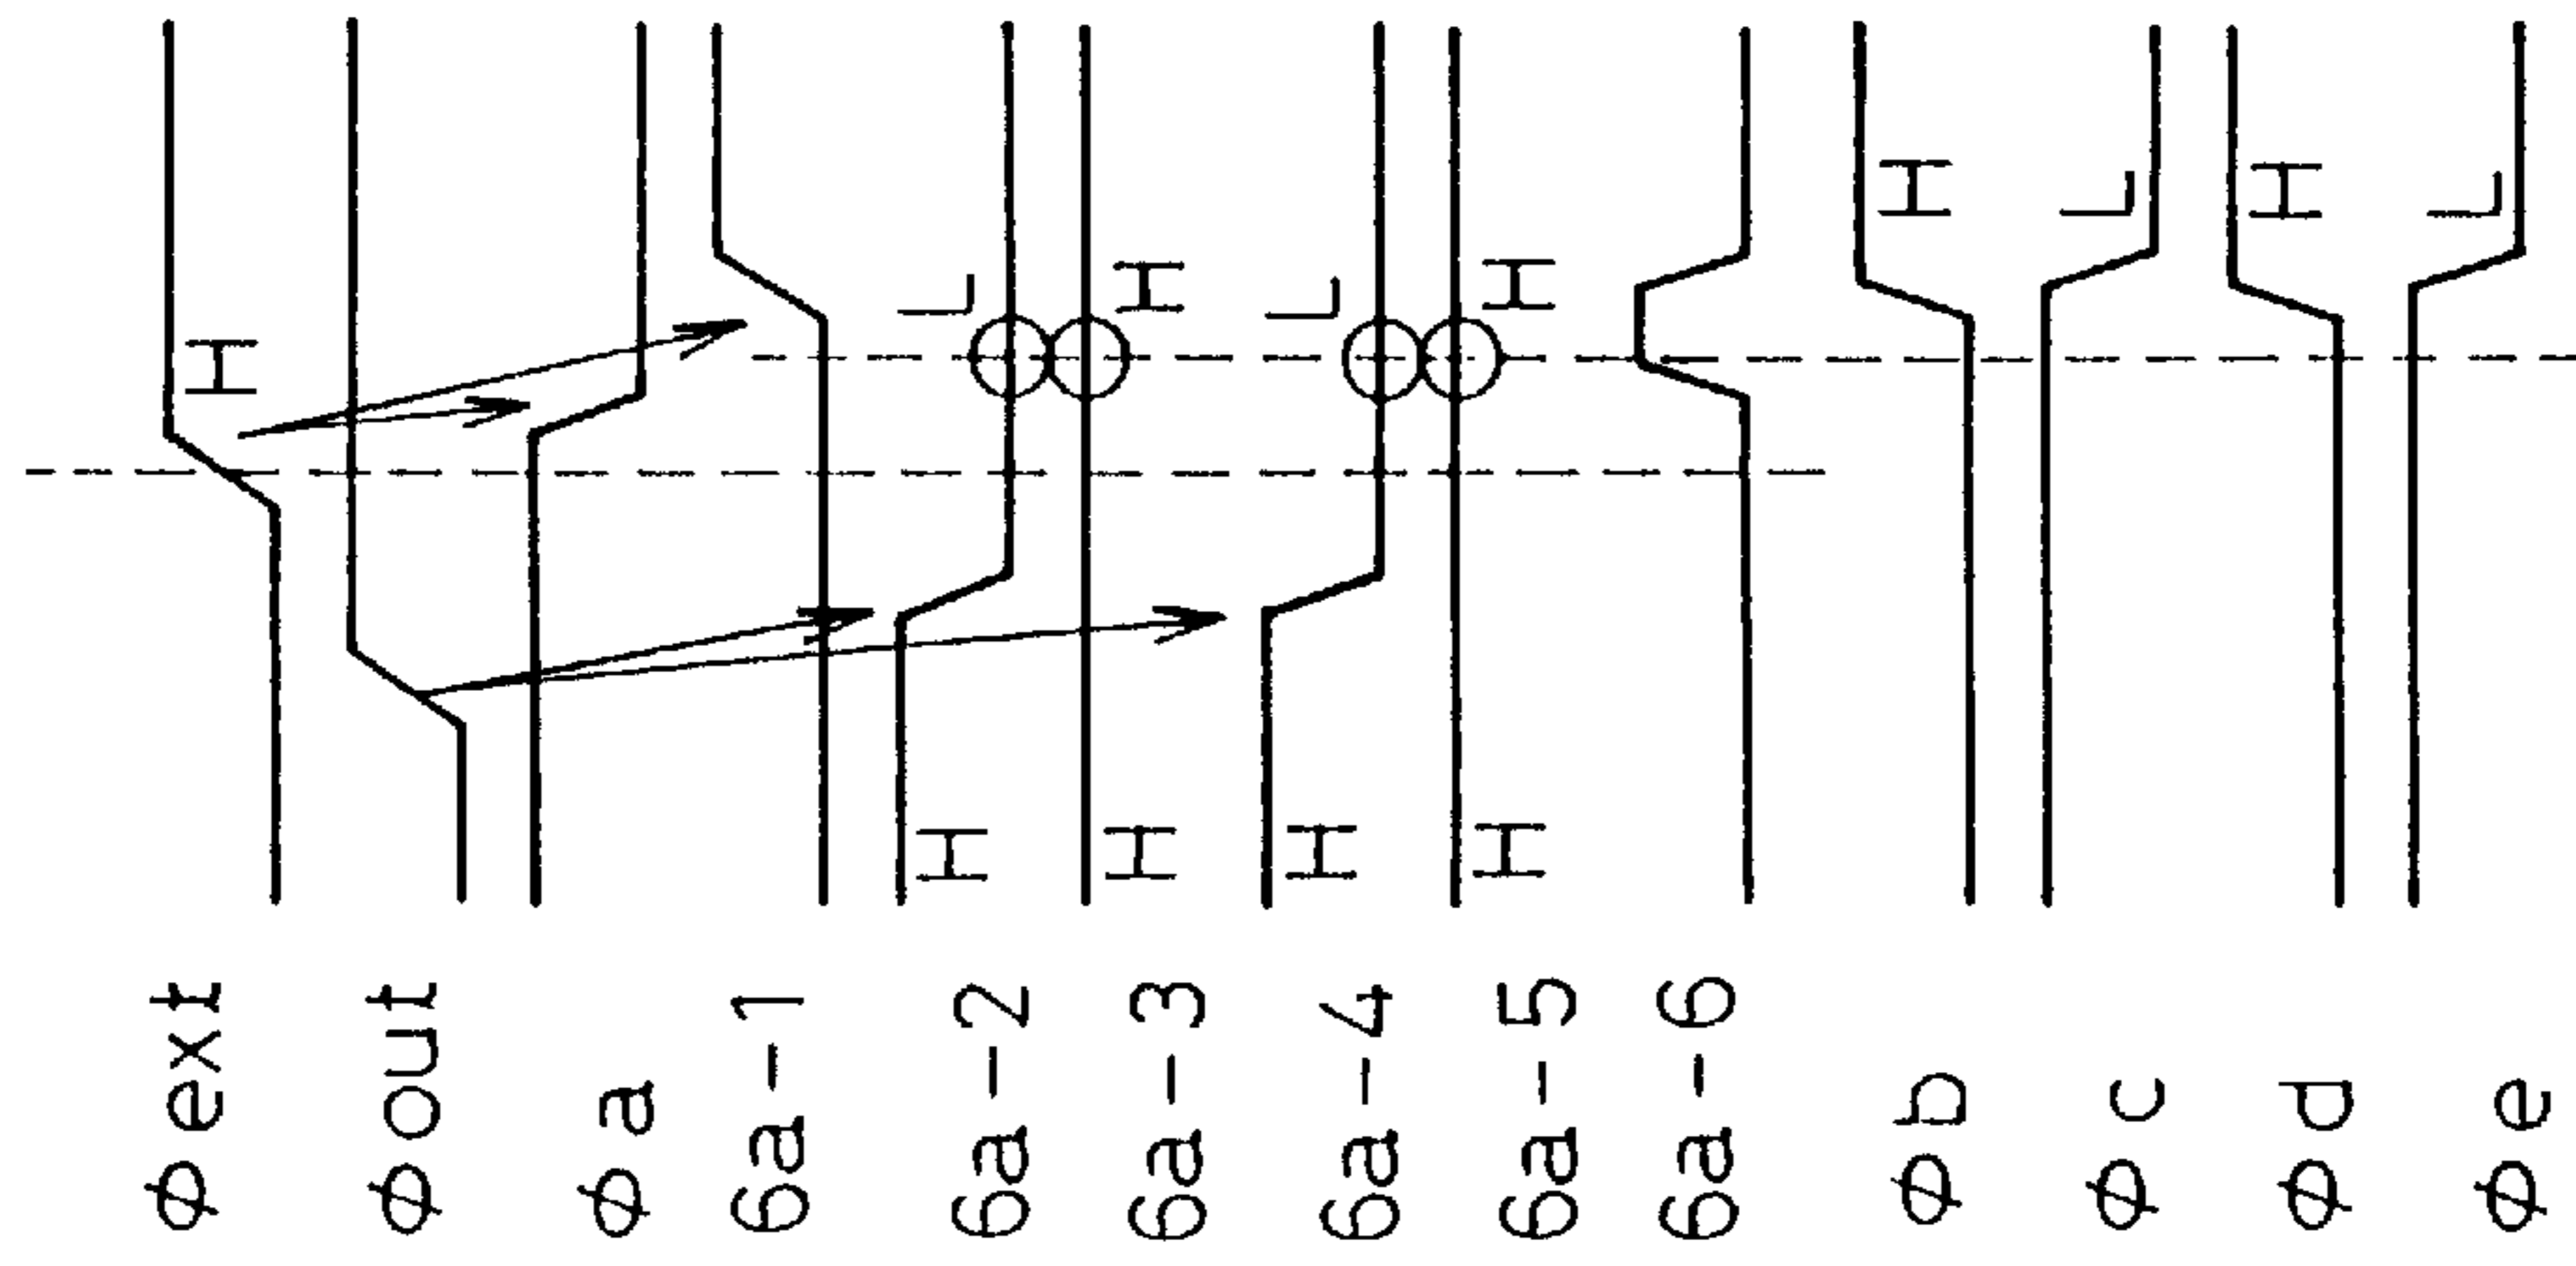 φext H
φout
φa
6a-1
6a-2 H L
6a-3 H H
6a-4 H L
6a-5 H H
6a-6
φb H
φc L
φd H
φe L